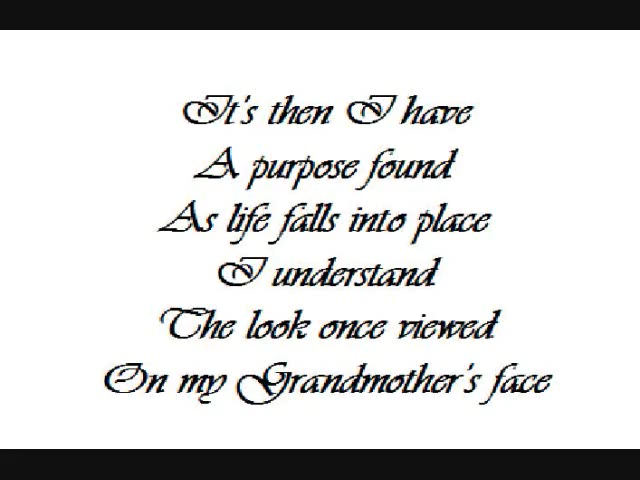 It's then I have
A purpose found
As life falls into place
I understand
The look once viewed
On my Grandmother's face